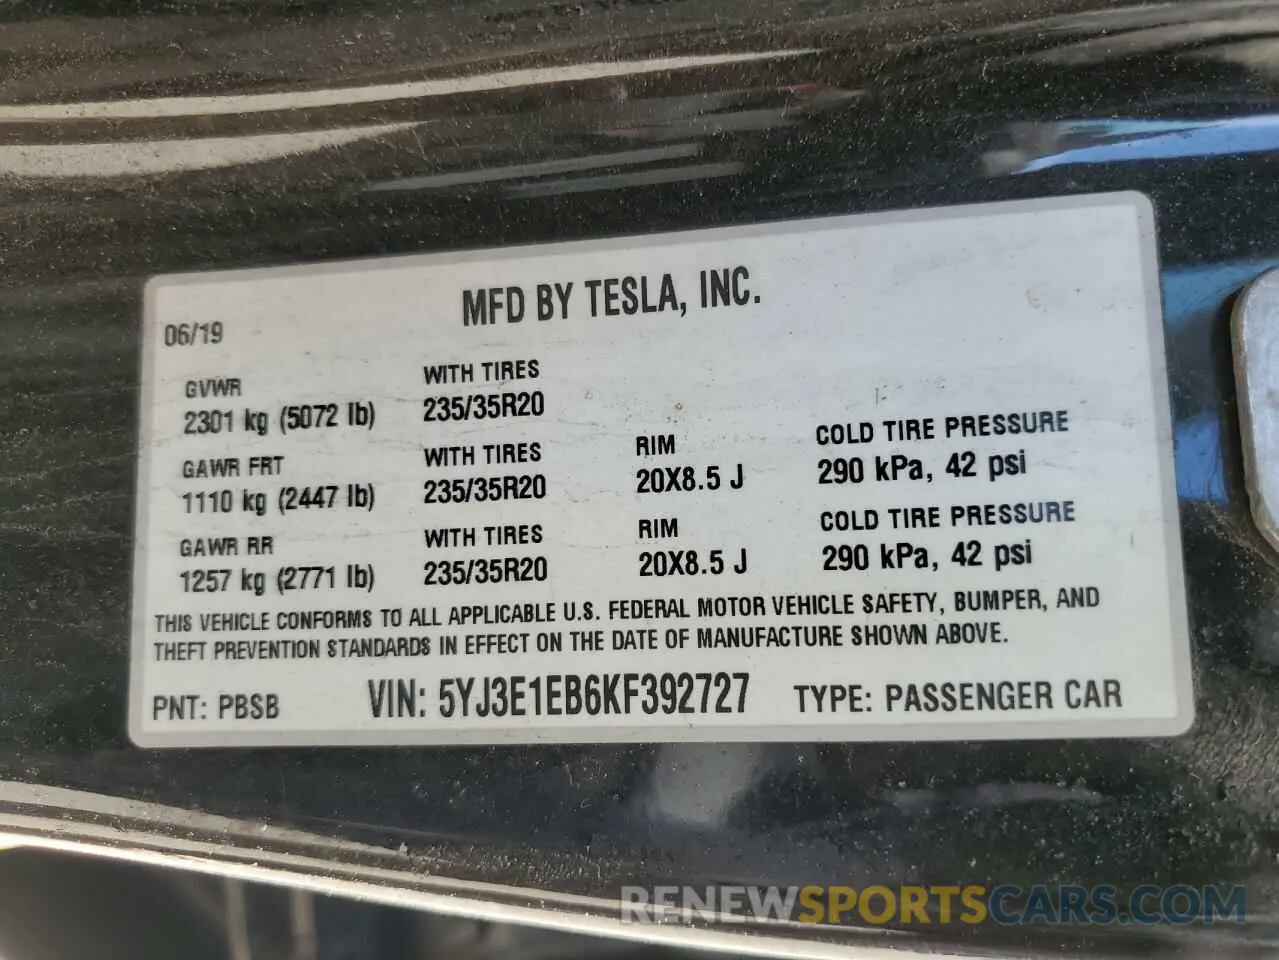 MFD BY TESLA, INC.
06/19
GVWR WITH TIRES
2301 kg (5072 lb) 235/35R20
GAWR FRT WITH TIRES RIM COLD TIRE PRESSURE
1110 kg (2447 lb) 235/35R20 20X8.5 J 290 kPa, 42 psi
GAWR RR WITH TIRES RIM COLD TIRE PRESSURE
1257 kg (2771 lb) 235/35R20 20X8.5 J 290 kPa, 42 psi
THIS VEHICLE CONFORMS TO ALL APPLICABLE U.S. FEDERAL MOTOR VEHICLE SAFETY, BUMPER, AND
THEFT PREVENTION STANDARDS IN EFFECT ON THE DATE OF MANUFACTURE SHOWN ABOVE.
PNT: PBSB VIN: 5YJ3E1EB6KF392727 TYPE: PASSENGER CAR
RENEWSPORTSCARS.COM